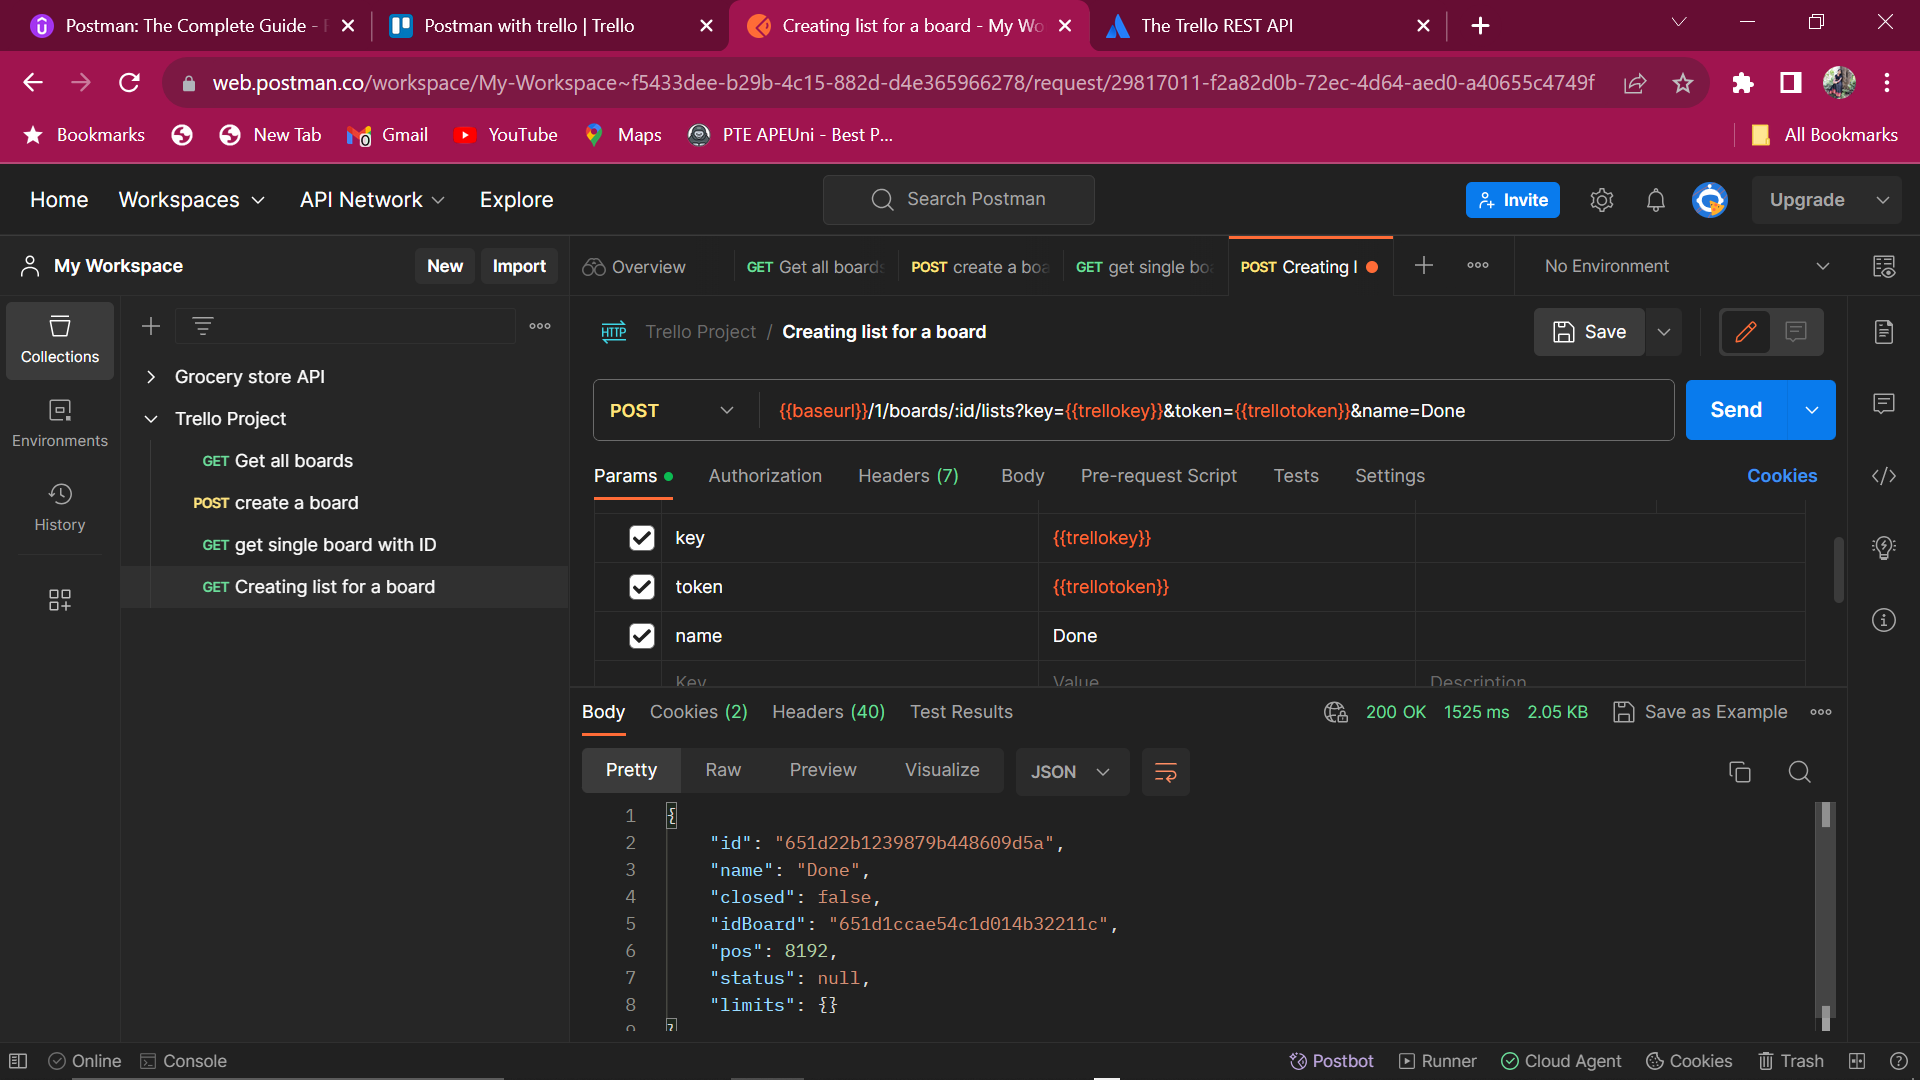 Postman: The Complete Guide -
Postman with trello | Trello
Creating list for a board - My Wo
The Trello REST API
web.postman.co/workspace/My-Workspace~f5433dee-b29b-4c15-882d-d4e365966278/request/29817011-f2a82d0b-72ec-4d64-aed0-a40655c4749f
Bookmarks New Tab Gmail YouTube Maps PTE APEUni - Best P... All Bookmarks
Home Workspaces API Network Explore Search Postman Invite Upgrade
My Workspace New Import
Overview GET Get all boards POST create a boa GET get single boa POST Creating l No Environment
Collections
Environments
History
Grocery store API
Trello Project
GET Get all boards
POST create a board
GET get single board with ID
GET Creating list for a board
HTTP Trello Project / Creating list for a board Save
POST {{baseurl}}/1/boards/:id/lists?key={{trellokey}}&token={{trellotoken}}&name=Done Send
Params Authorization Headers (7) Body Pre-request Script Tests Settings Cookies
key {{trellokey}}
token {{trellotoken}}
name Done
Key Value Description
Body Cookies (2) Headers (40) Test Results 200 OK 1525 ms 2.05 KB Save as Example
Pretty Raw Preview Visualize JSON
1 {
2 "id": "651d22b1239879b448609d5a",
3 "name": "Done",
4 "closed": false,
5 "idBoard": "651d1ccae54c1d014b32211c",
6 "pos": 8192,
7 "status": null,
8 "limits": {}
9 }
Online Console Postbot Runner Cloud Agent Cookies Trash